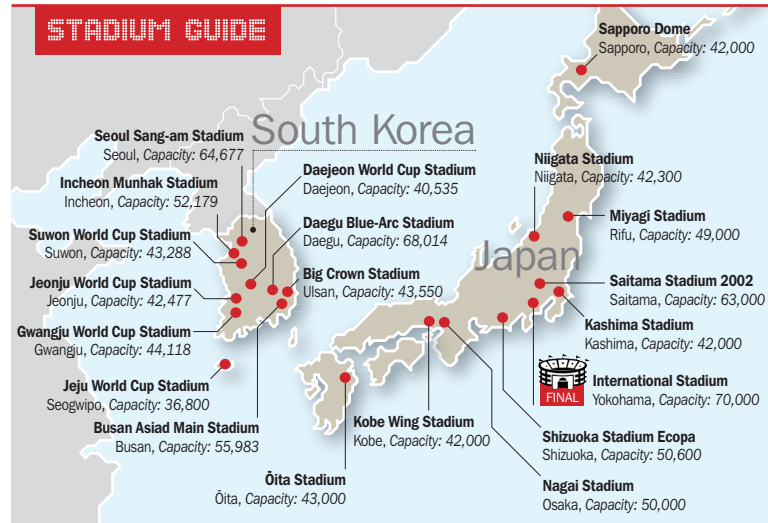 STADIUM GUIDE
Sapporo Dome
Sapporo, Capacity: 42,000
South Korea
Seoul Sang-am Stadium
Seoul, Capacity: 64,677
Incheon Munhak Stadium
Incheon, Capacity: 52,179
Suwon World Cup Stadium
Suwon, Capacity: 43,288
Jeonju World Cup Stadium
Jeonju, Capacity: 42,477
Gwangju World Cup Stadium
Gwangju, Capacity: 44,118
Jeju World Cup Stadium
Seogwipo, Capacity: 36,800
Busan Asiad Main Stadium
Busan, Capacity: 55,983
Daejeon World Cup Stadium
Daejeon, Capacity: 40,535
Daegu Blue-Arc Stadium
Daegu, Capacity: 68,014
Big Crown Stadium
Ulsan, Capacity: 43,550
Japan
Niigata Stadium
Niigata, Capacity: 42,300
Miyagi Stadium
Rifu, Capacity: 49,000
Saitama Stadium 2002
Saitama, Capacity: 63,000
Kashima Stadium
Kashima, Capacity: 42,000
FINAL
International Stadium
Yokohama, Capacity: 70,000
Shizuoka Stadium Ecopa
Shizuoka, Capacity: 50,600
Nagai Stadium
Osaka, Capacity: 50,000
Kobe Wing Stadium
Kobe, Capacity: 42,000
Ōita Stadium
Ōita, Capacity: 43,000